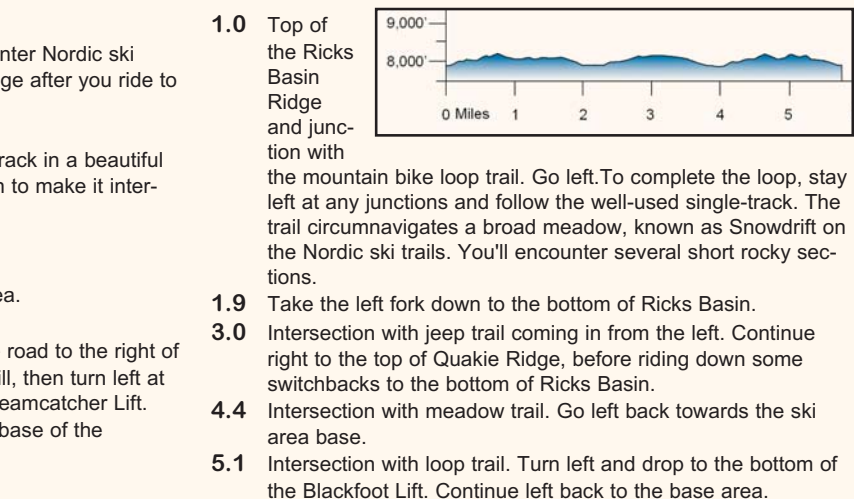 nter Nordic ski
ge after you ride to
rack in a beautiful
n to make it inter-
ea.
road to the right of
ill, then turn left at
eamcatcher Lift.
base of the
1.0 Top of
the Ricks
Basin
Ridge
and junc-
tion with
9,000'
8,000'
0 Miles 1 2 3 4 5
the mountain bike loop trail. Go left.To complete the loop, stay
left at any junctions and follow the well-used single-track. The
trail circumnavigates a broad meadow, known as Snowdrift on
the Nordic ski trails. You'll encounter several short rocky sec-
tions.
1.9 Take the left fork down to the bottom of Ricks Basin.
3.0 Intersection with jeep trail coming in from the left. Continue
right to the top of Quakie Ridge, before riding down some
switchbacks to the bottom of Ricks Basin.
4.4 Intersection with meadow trail. Go left back towards the ski
area base.
5.1 Intersection with loop trail. Turn left and drop to the bottom of
the Blackfoot Lift. Continue left back to the base area.